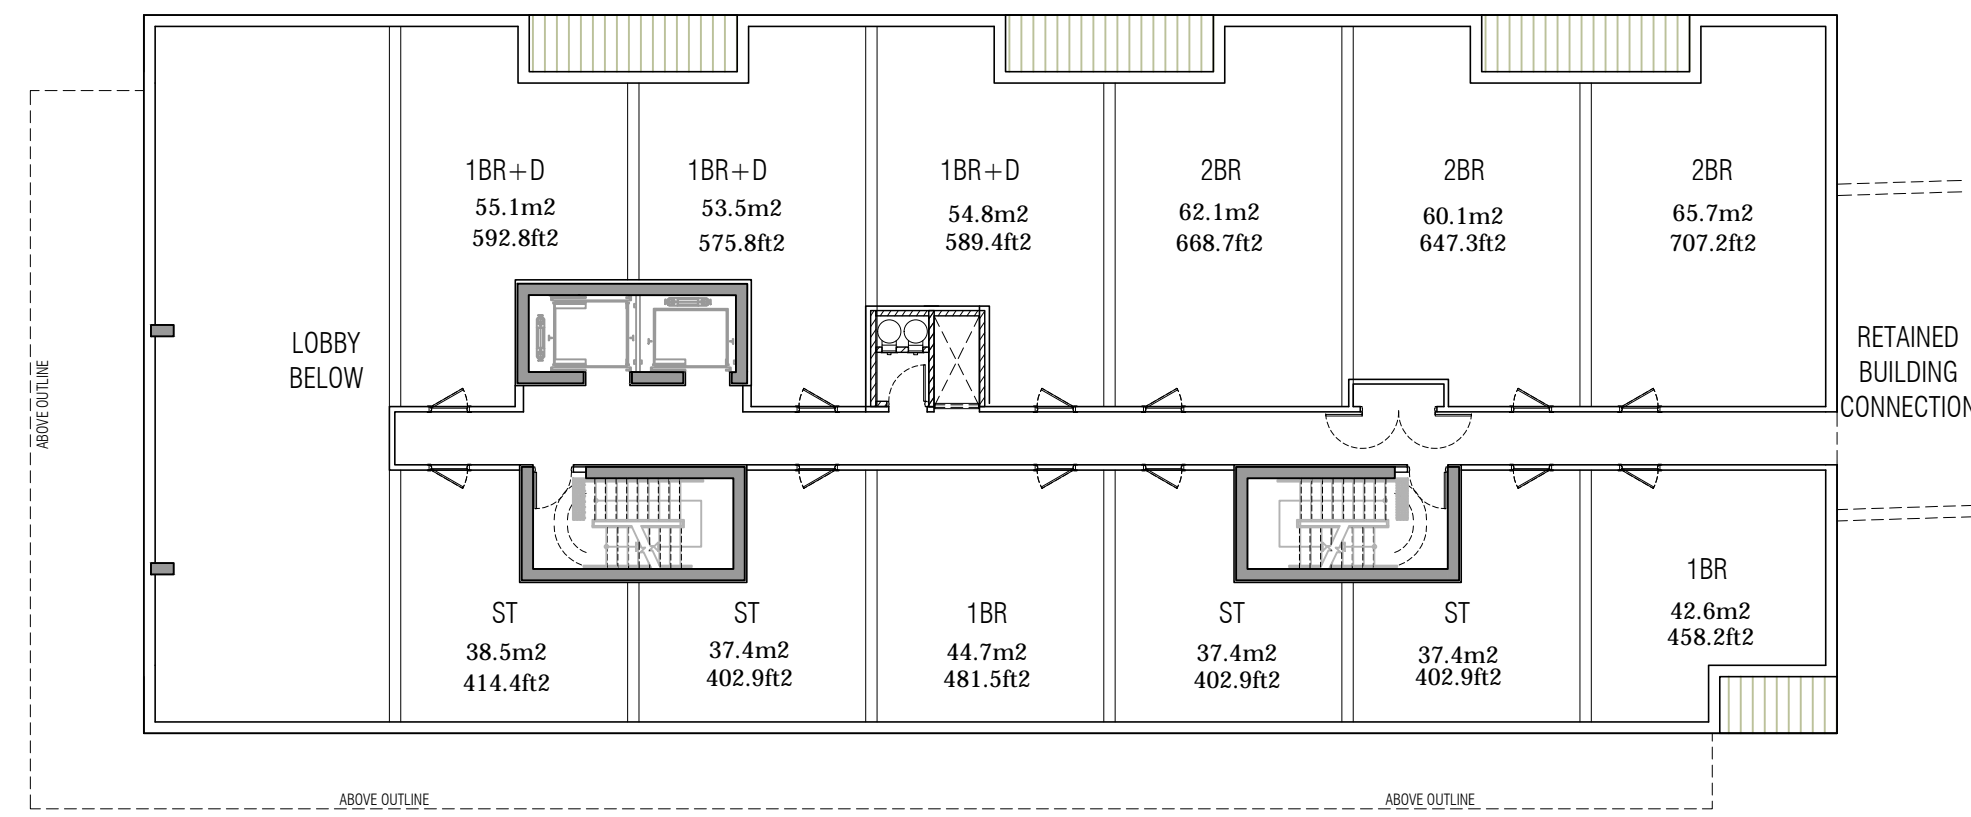 1BR+D
55.1m2
592.8ft2
1BR+D
53.5m2
575.8ft2
1BR+D
54.8m2
589.4ft2
2BR
62.1m2
668.7ft2
2BR
60.1m2
647.3ft2
2BR
65.7m2
707.2ft2
LOBBY
BELOW
RETAINED
BUILDING
CONNECTION
ABOVE OUTLINE
ST
38.5m2
414.4ft2
ST
37.4m2
402.9ft2
1BR
44.7m2
481.5ft2
ST
37.4m2
402.9ft2
ST
37.4m2
402.9ft2
1BR
42.6m2
458.2ft2
ABOVE OUTLINE
ABOVE OUTLINE